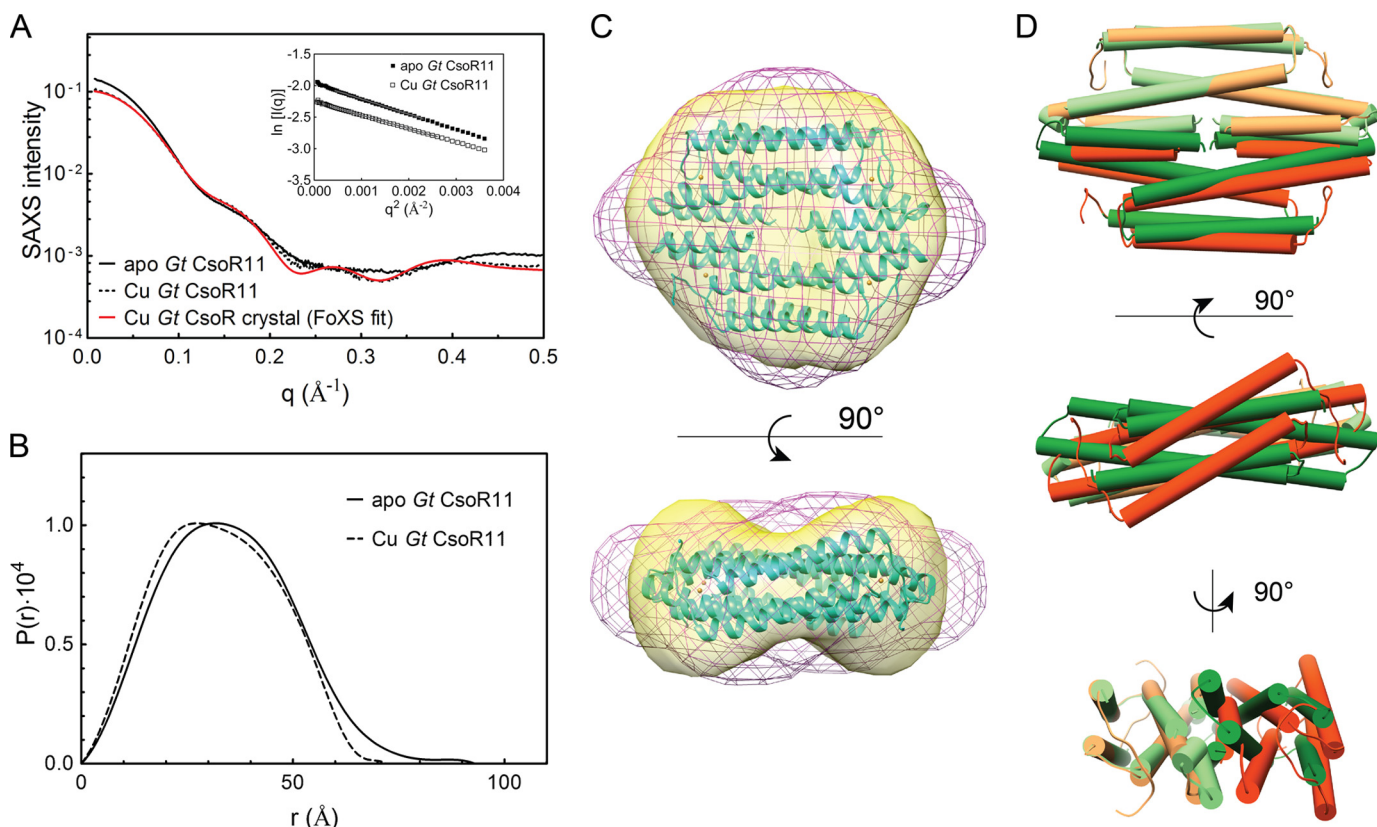 A
SAXS intensity
10-1
10-2
10-3
10-4
0.0 0.1 0.2 0.3 0.4 0.5
q (Å-1)
apo Gt CsoR11
Cu Gt CsoR11
Cu Gt CsoR crystal (FoXS fit)
ln [I(q)]
-1.5
-2.0
-2.5
-3.0
-3.5
0.000 0.001 0.002 0.003 0.004
q2 (Å-2)
apo Gt CsoR11
Cu Gt CsoR11
B
P(r)·104
1.0
0.5
0.0
0 50 100
r (Å)
apo Gt CsoR11
Cu Gt CsoR11
C
90°
D
90°
90°